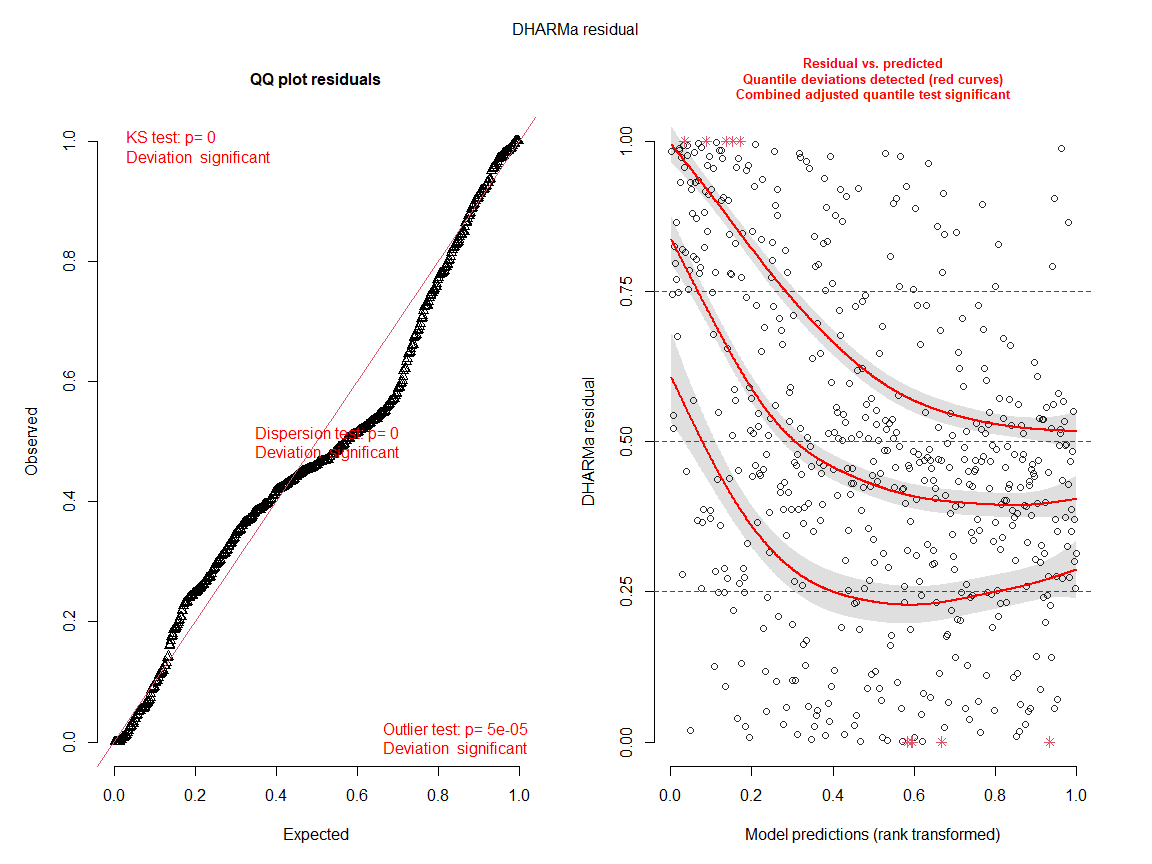 DHARMa residual
QQ plot residuals
KS test: p= 0
Deviation significant
Dispersion test: p= 0
Deviation significant
Outlier test: p= 5e-05
Deviation significant
Observed
0.0
0.2
0.4
0.6
0.8
1.0
0.0
0.2
0.4
0.6
0.8
1.0
Expected
Residual vs. predicted
Quantile deviations detected (red curves)
Combined adjusted quantile test significant
DHARMa residual
0.00
0.25
0.50
0.75
1.00
0.0
0.2
0.4
0.6
0.8
1.0
Model predictions (rank transformed)